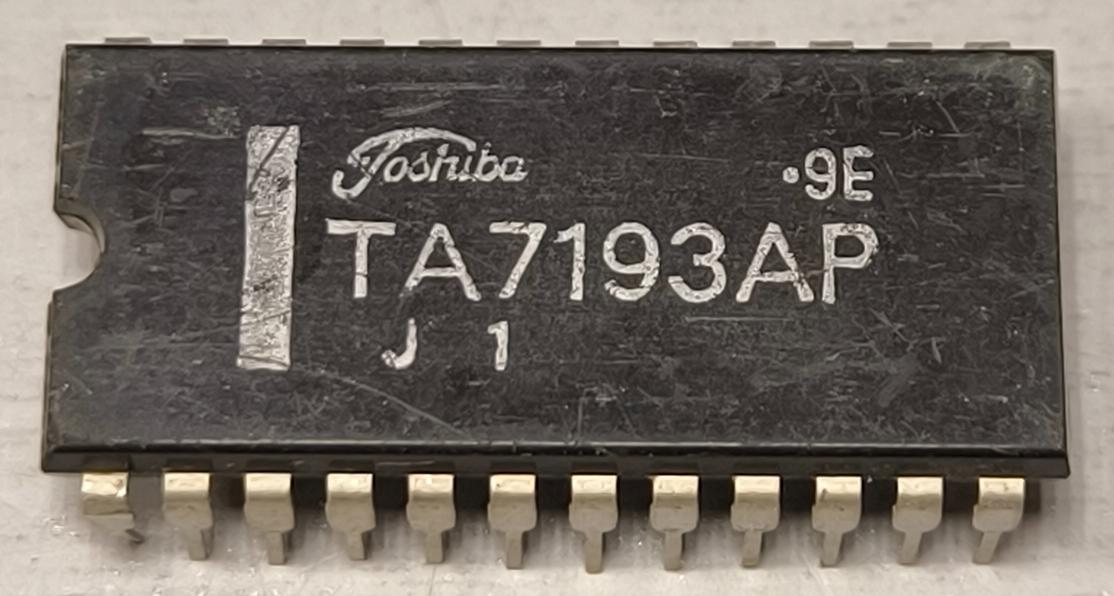 Toshiba ·9E
TA7193AP
J 1